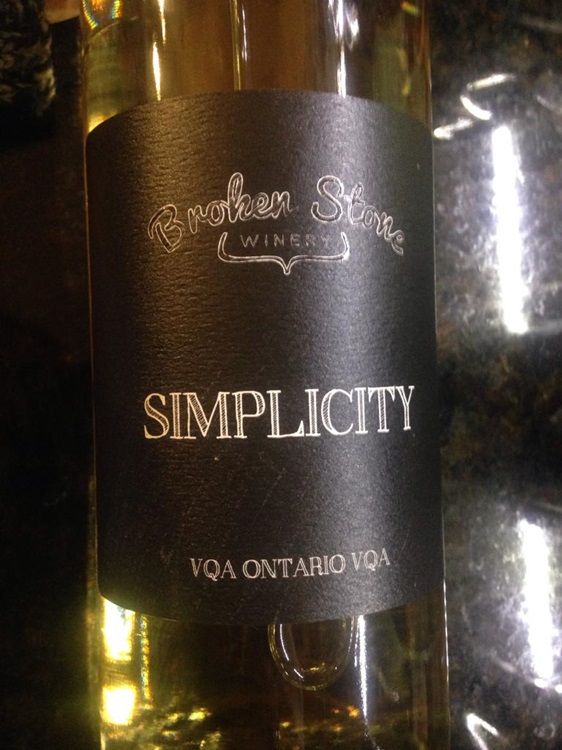 Broken Stone
WINERY
SIMPLICITY
VQA ONTARIO VQA